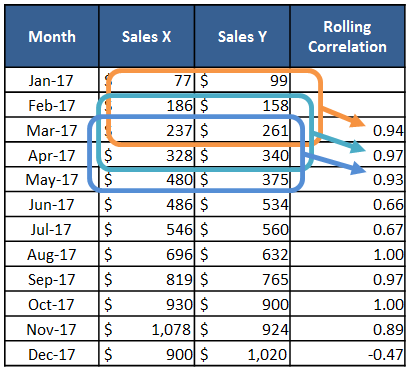 Month Sales X Sales Y Rolling Correlation
Jan-17 $ 77 $ 99
Feb-17 $ 186 $ 158
Mar-17 $ 237 $ 261 0.94
Apr-17 $ 328 $ 340 0.97
May-17 $ 480 $ 375 0.93
Jun-17 $ 486 $ 534 0.66
Jul-17 $ 546 $ 560 0.67
Aug-17 $ 696 $ 632 1.00
Sep-17 $ 819 $ 765 0.97
Oct-17 $ 930 $ 900 1.00
Nov-17 $ 1,078 $ 924 0.89
Dec-17 $ 900 $ 1,020 -0.47